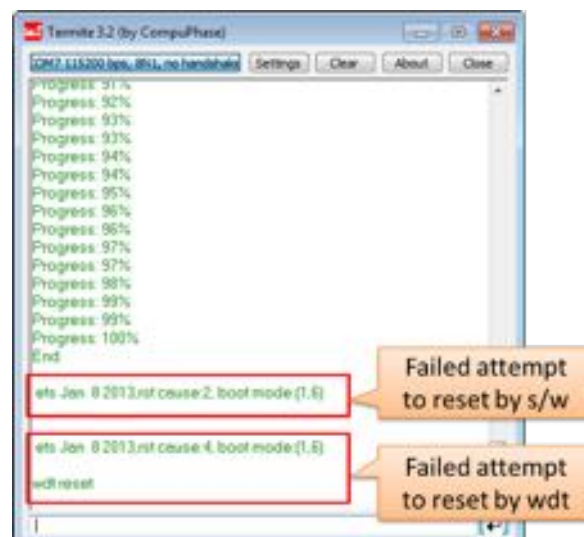 Termite 3.2 (by CompuPhase)
COM7 115200 bps, 8N1, no handshake Settings Clear About Close
Progress: 91%
Progress: 92%
Progress: 93%
Progress: 93%
Progress: 94%
Progress: 94%
Progress: 95%
Progress: 96%
Progress: 96%
Progress: 97%
Progress: 97%
Progress: 98%
Progress: 99%
Progress: 99%
Progress: 100%
End
ets Jan 8 2013,rst cause:2, boot mode:(1,6)
Failed attempt
to reset by s/w
ets Jan 8 2013,rst cause:4, boot mode:(1,6)
wdt reset
Failed attempt
to reset by wdt